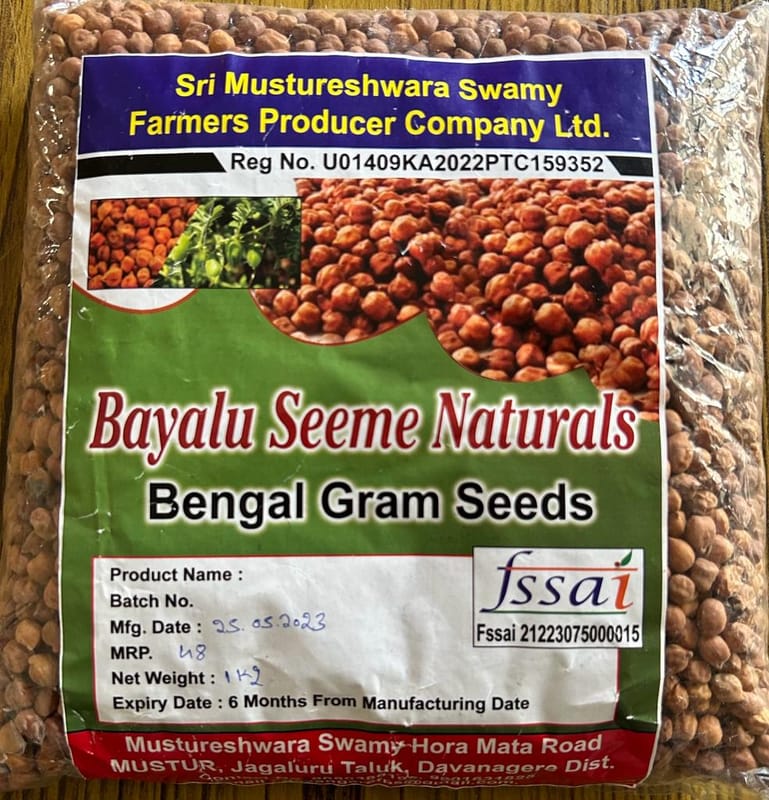 Sri Mustureshwara Swamy
Farmers Producer Company Ltd.
Reg No. U01409KA2022PTC159352
Bayalu Seeme Naturals
Bengal Gram Seeds
fssai
Fssai 21223075000015
Product Name :
Batch No.
Mfg. Date : 25.05.2023
MRP. 48
Net Weight : 1 Kg
Expiry Date : 6 Months From Manufacturing Date
Mustureshwara Swamy Hora Mata Road
MUSTUR, Jagaluru Taluk, Davanagere Dist.